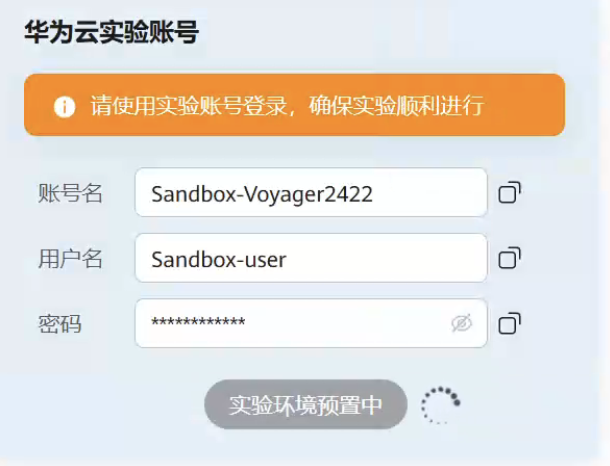 华为云实验账号
请使用实验账号登录，确保实验顺利进行
账号名 Sandbox-Voyager2422
用户名 Sandbox-user
密码 ************
实验环境预置中